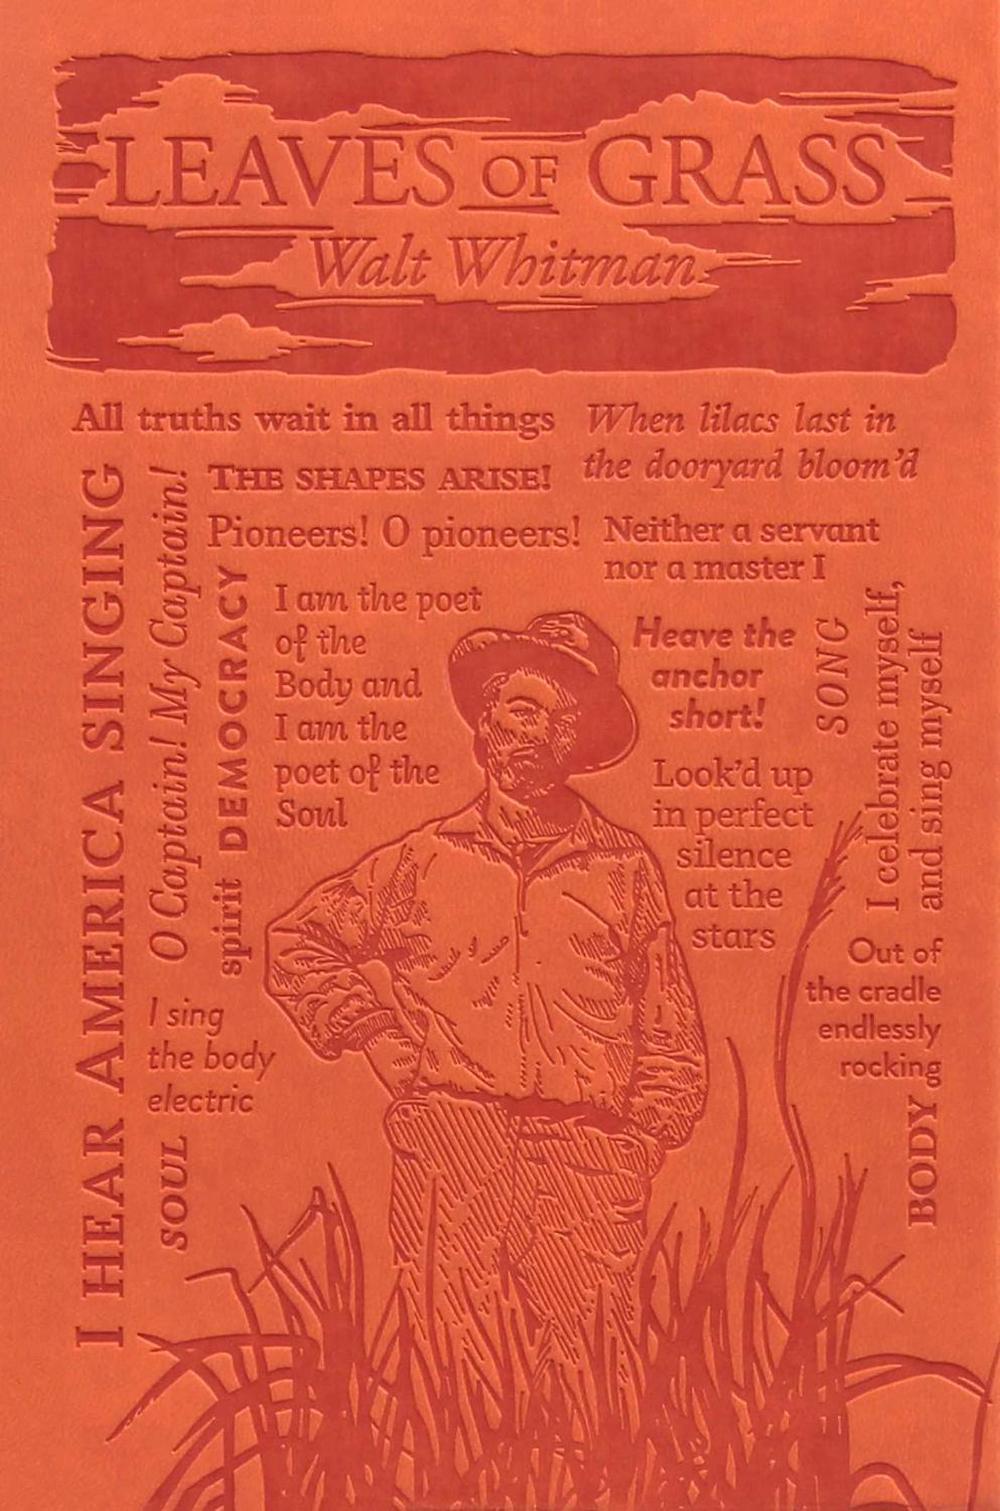 LEAVES OF GRASS
Walt Whitman
All truths wait in all things
When lilacs last in
the dooryard bloom'd
THE SHAPES ARISE!
Pioneers! O pioneers!
Neither a servant
nor a master I
I HEAR AMERICA SINGING
O Captain! My Captain!
spirit DEMOCRACY
I am the poet
of the
Body and
I am the
poet of the
Soul
Heave the
anchor
short!
SONG
I celebrate myself,
and sing myself
Look'd up
in perfect
silence
at the
stars
Out of
the cradle
endlessly
rocking
I sing
the body
electric
SOUL
BODY